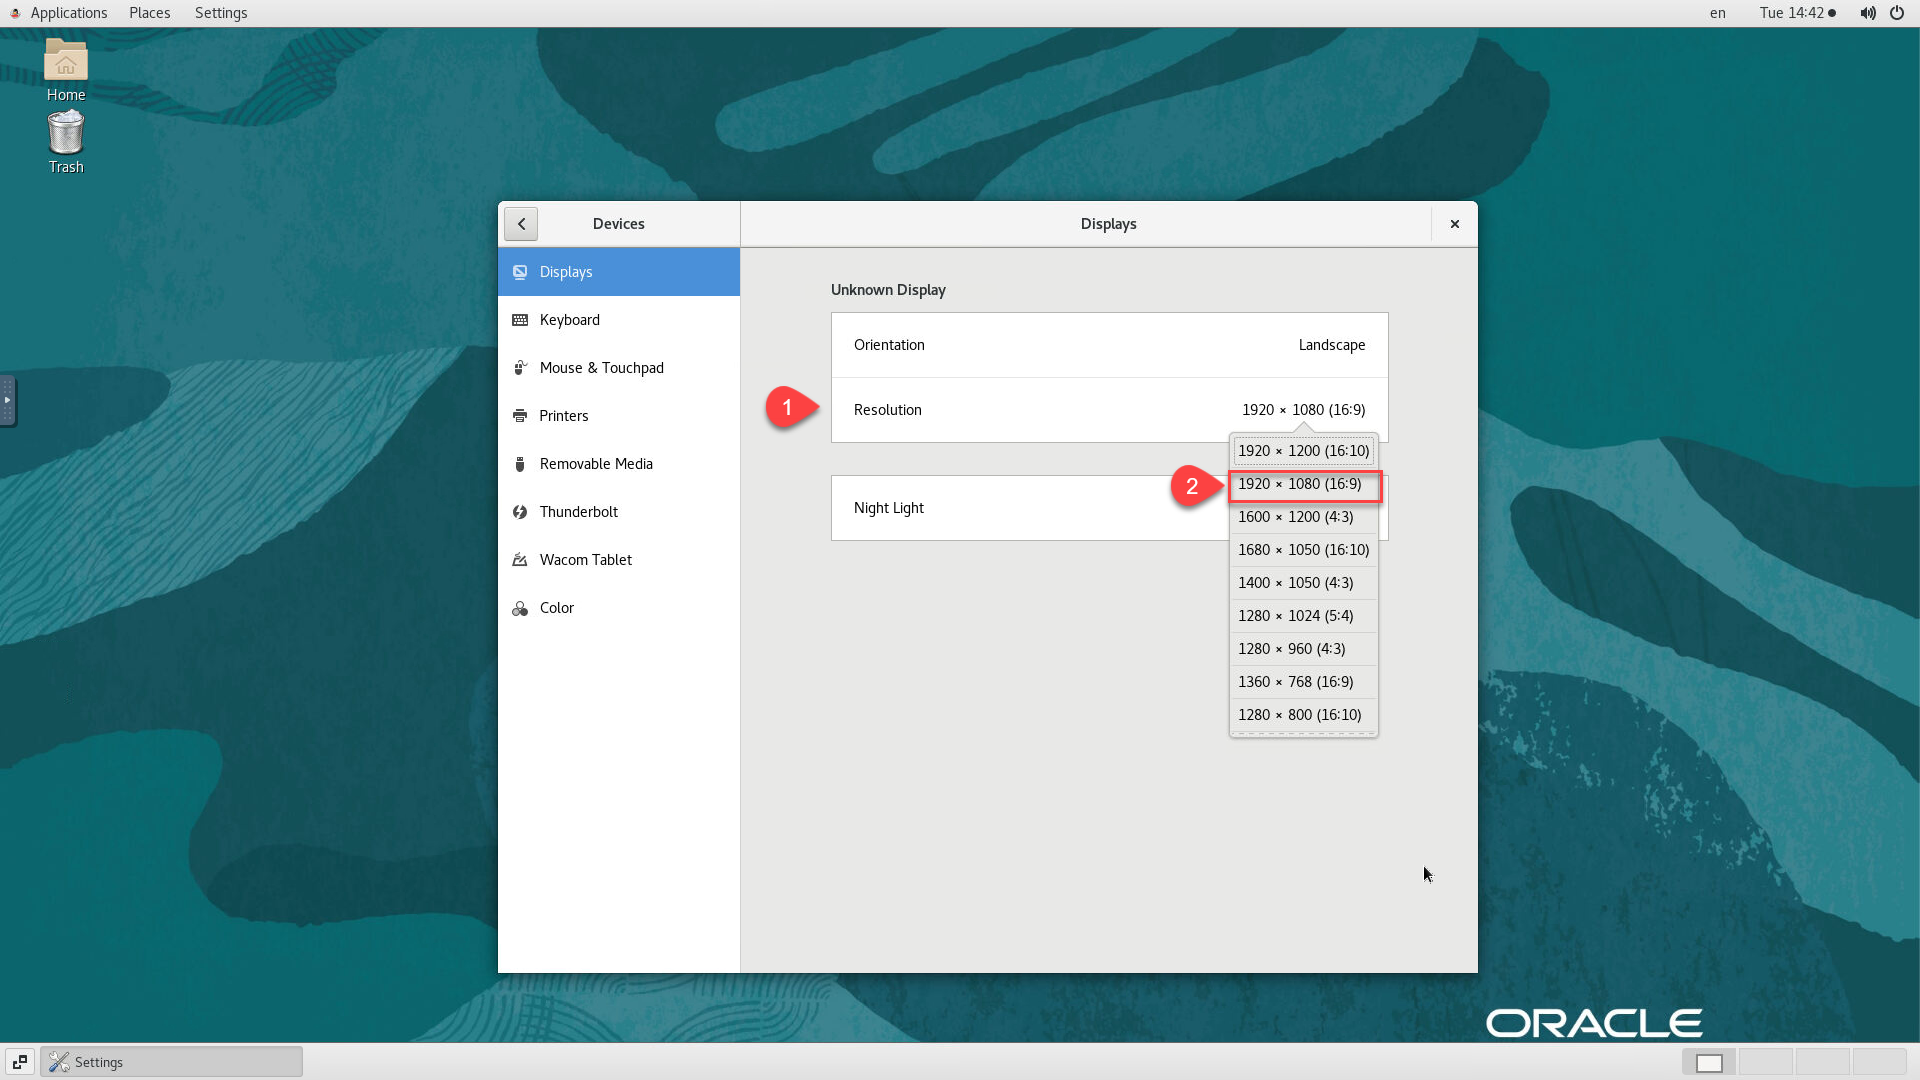 Applications Places Settings
en Tue 14:42
Home
Trash
Devices
Displays
Displays
Keyboard
Mouse & Touchpad
Printers
Removable Media
Thunderbolt
Wacom Tablet
Color
Unknown Display
Orientation Landscape
1 Resolution 1920 × 1080 (16:9)
Night Light
1920 × 1200 (16:10)
2 1920 × 1080 (16:9)
1600 × 1200 (4:3)
1680 × 1050 (16:10)
1400 × 1050 (4:3)
1280 × 1024 (5:4)
1280 × 960 (4:3)
1360 × 768 (16:9)
1280 × 800 (16:10)
ORACLE
Settings